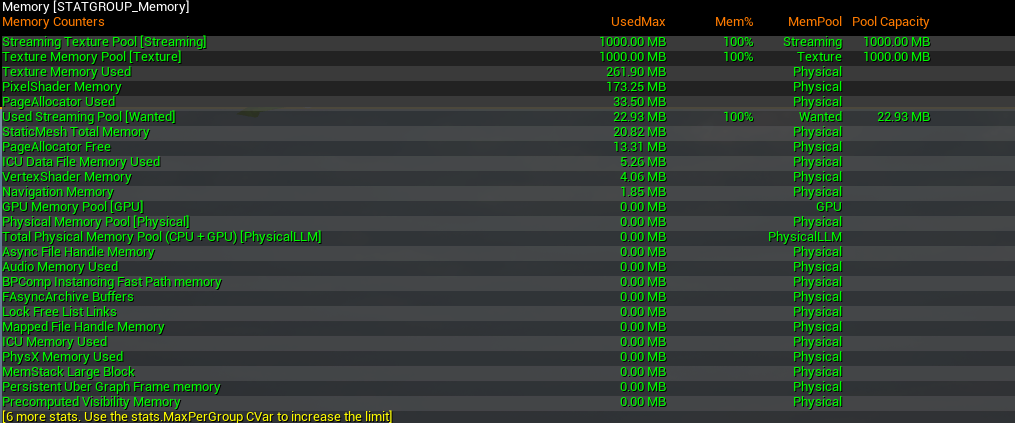 Memory [STATGROUP_Memory]
Memory Counters UsedMax Mem% MemPool Pool Capacity
Streaming Texture Pool [Streaming] 1000.00 MB 100% Streaming 1000.00 MB
Texture Memory Pool [Texture] 1000.00 MB 100% Texture 1000.00 MB
Texture Memory Used 261.90 MB Physical
PixelShader Memory 173.25 MB Physical
PageAllocator Used 33.50 MB Physical
Used Streaming Pool [Wanted] 22.93 MB 100% Wanted 22.93 MB
StaticMesh Total Memory 20.82 MB Physical
PageAllocator Free 13.31 MB Physical
ICU Data File Memory Used 5.26 MB Physical
VertexShader Memory 4.06 MB Physical
Navigation Memory 1.85 MB Physical
GPU Memory Pool [GPU] 0.00 MB GPU
Physical Memory Pool [Physical] 0.00 MB Physical
Total Physical Memory Pool (CPU + GPU) [PhysicalLLM] 0.00 MB PhysicalLLM
Async File Handle Memory 0.00 MB Physical
Audio Memory Used 0.00 MB Physical
BPComp Instancing Fast Path memory 0.00 MB Physical
FAsyncArchive Buffers 0.00 MB Physical
Lock Free List Links 0.00 MB Physical
Mapped File Handle Memory 0.00 MB Physical
ICU Memory Used 0.00 MB Physical
PhysX Memory Used 0.00 MB Physical
MemStack Large Block 0.00 MB Physical
Persistent Uber Graph Frame memory 0.00 MB Physical
Precomputed Visibility Memory 0.00 MB Physical
[6 more stats. Use the stats.MaxPerGroup CVar to increase the limit]